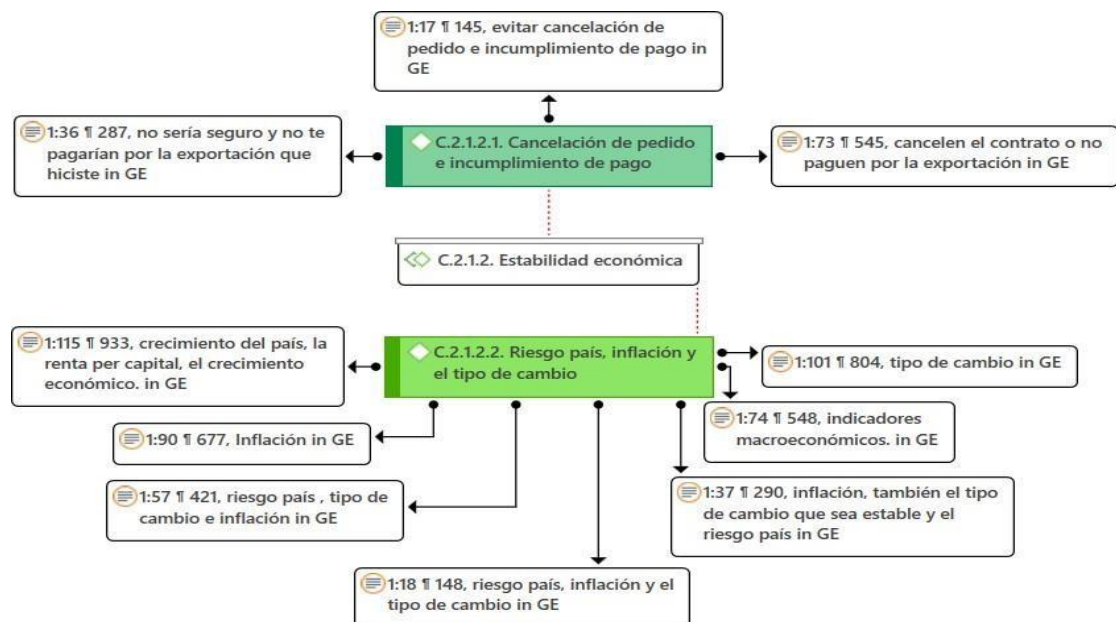 1:17 ¶ 145, evitar cancelación de
pedido e incumplimiento de pago in
GE
1:36 ¶ 287, no sería seguro y no te
pagarían por la exportación que
hiciste in GE
C.2.1.2.1. Cancelación de pedido
e incumplimiento de pago
1:73 ¶ 545, cancelen el contrato o no
paguen por la exportación in GE
C.2.1.2. Estabilidad económica
1:115 ¶ 933, crecimiento del país, la
renta per capital, el crecimiento
económico. in GE
C.2.1.2.2. Riesgo país, inflación y
el tipo de cambio
1:101 ¶ 804, tipo de cambio in GE
1:74 ¶ 548, indicadores
macroeconómicos. in GE
1:90 ¶ 677, Inflación in GE
1:57 ¶ 421, riesgo país , tipo de
cambio e inflación in GE
1:37 ¶ 290, inflación, también el tipo
de cambio que sea estable y el
riesgo país in GE
1:18 ¶ 148, riesgo país, inflación y el
tipo de cambio in GE